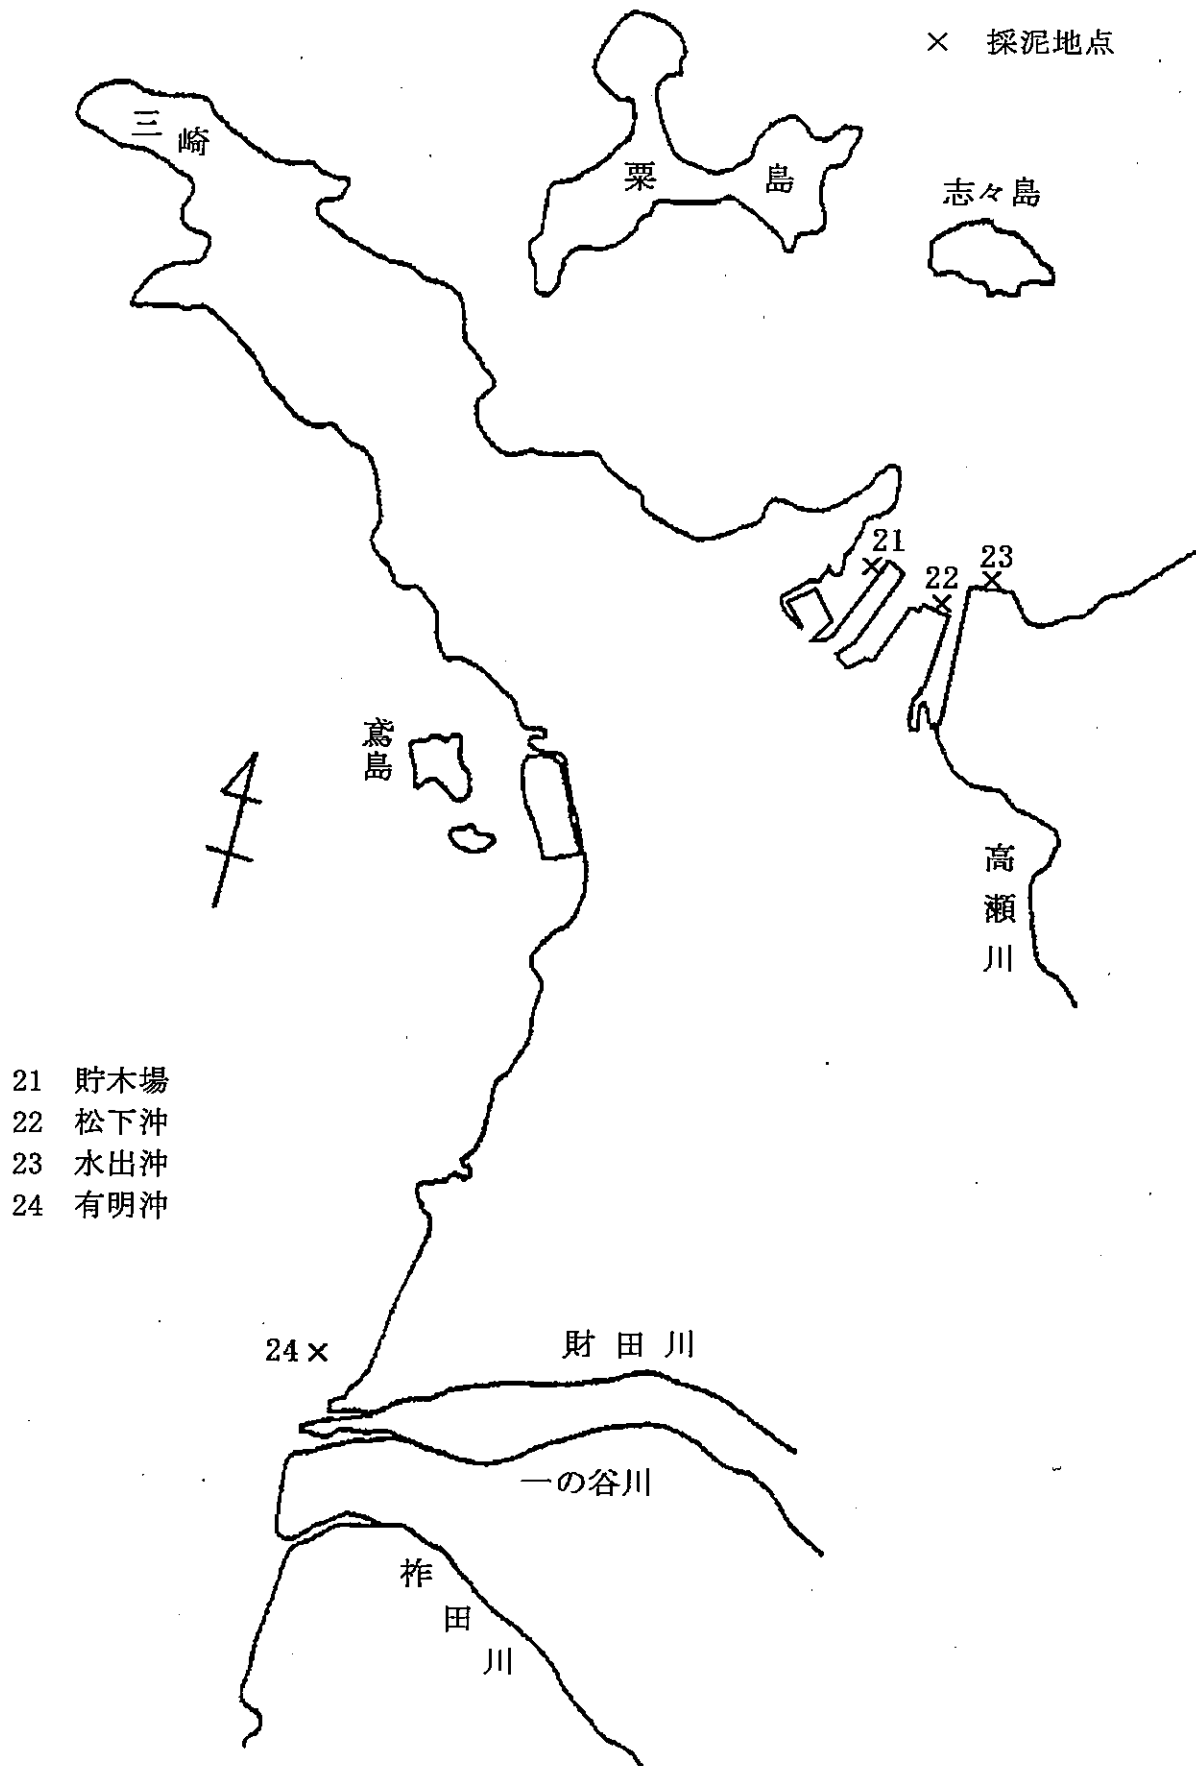 × 採泥地点
三崎
粟島
志々島
21
22
23
鳶島
高瀬川
21 貯木場
22 松下沖
23 水出沖
24 有明沖
24
財田川
一の谷川
柞田川